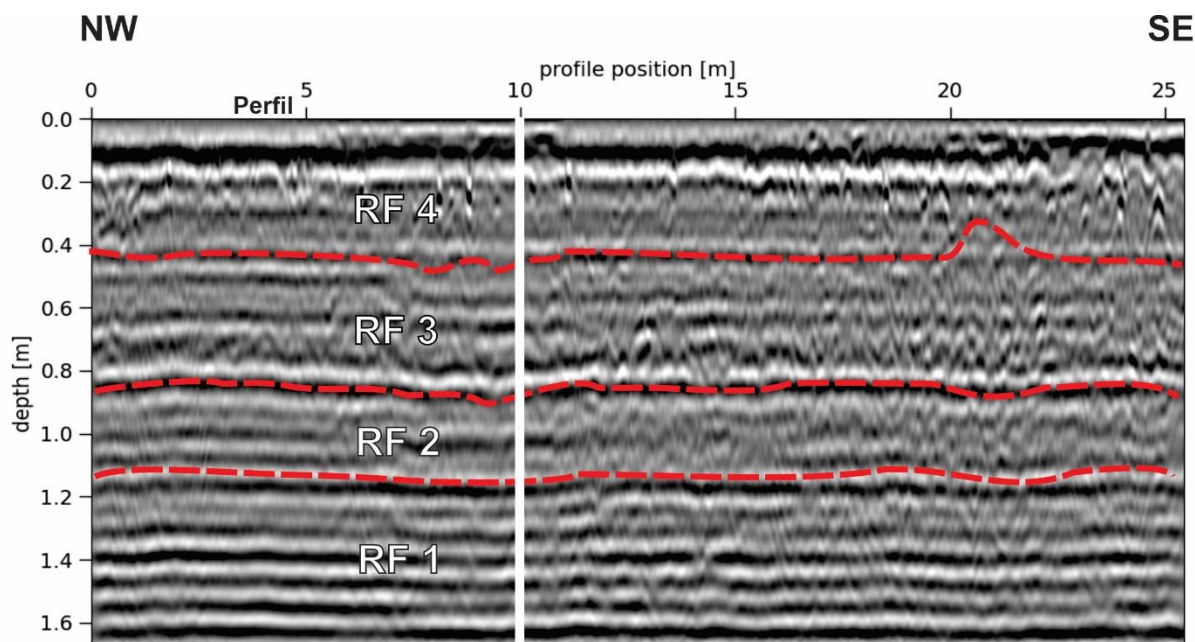 NW
SE
profile position [m]
0 5 10 15 20 25
Perfil
0.0
0.2
RF 4
0.4
0.6
RF 3
0.8
depth [m]
1.0
RF 2
1.2
1.4
RF 1
1.6